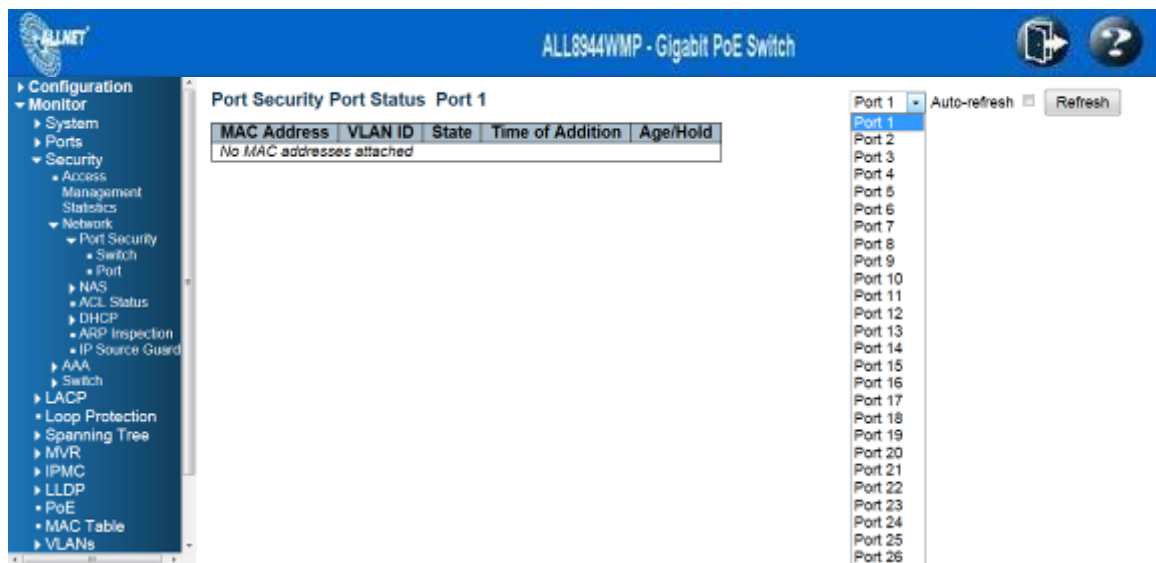 ALLNET
ALL8944WMP - Gigabit PoE Switch
?
Configuration
Monitor
System
Ports
Security
Access
Management
Statistics
Network
Port Security
Switch
Port
NAS
ACL Status
DHCP
ARP Inspection
IP Source Guard
AAA
Switch
LACP
Loop Protection
Spanning Tree
MVR
IPMC
LLDP
PoE
MAC Table
VLANs
Port Security Port Status Port 1
MAC Address VLAN ID State Time of Addition Age/Hold
No MAC addresses attached
Port 1 Auto-refresh Refresh
Port 1
Port 2
Port 3
Port 4
Port 5
Port 6
Port 7
Port 8
Port 9
Port 10
Port 11
Port 12
Port 13
Port 14
Port 15
Port 16
Port 17
Port 18
Port 19
Port 20
Port 21
Port 22
Port 23
Port 24
Port 25
Port 26